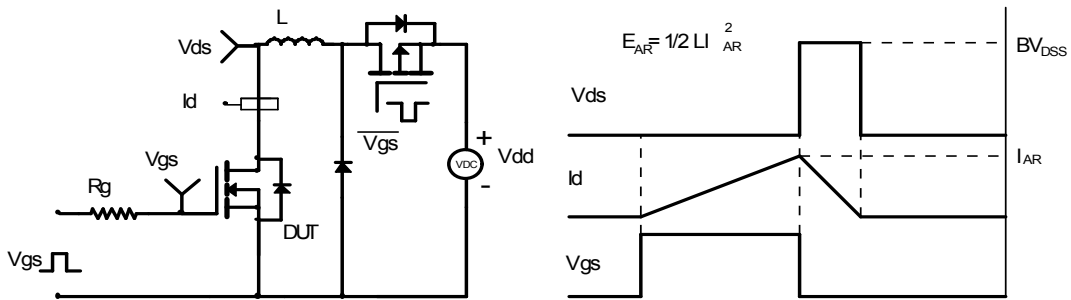 L
Vds
Id
Vgs
Vgs
Rg
DUT
Vgs
VDC
+
Vdd
-
E_AR= 1/2 LI²_AR
BV_DSS
Vds
I_AR
Id
Vgs